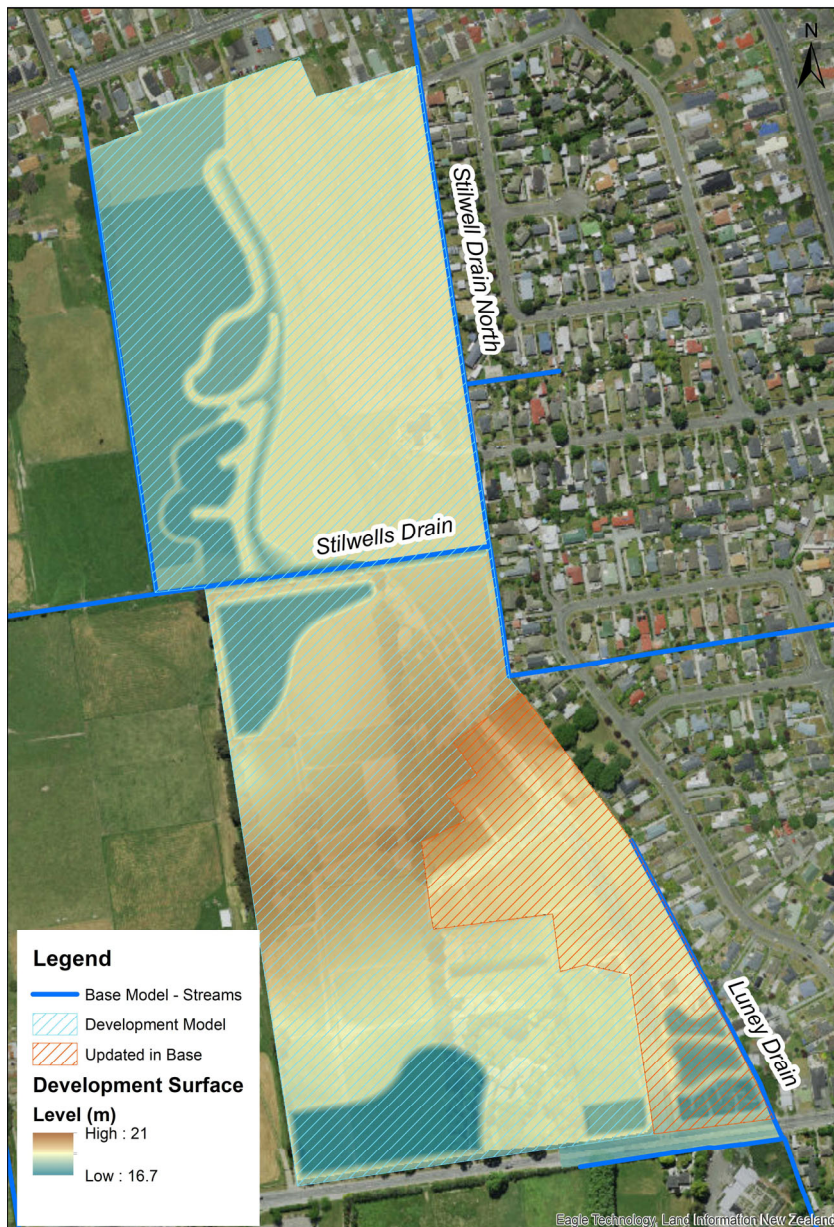 N
Stilwell Drain North
Stilwells Drain
Luney Drain
Legend
Base Model - Streams
Development Model
Updated in Base
Development Surface
Level (m)
High : 21
Low : 16.7
Eagle Technology, Land Information New Zealand